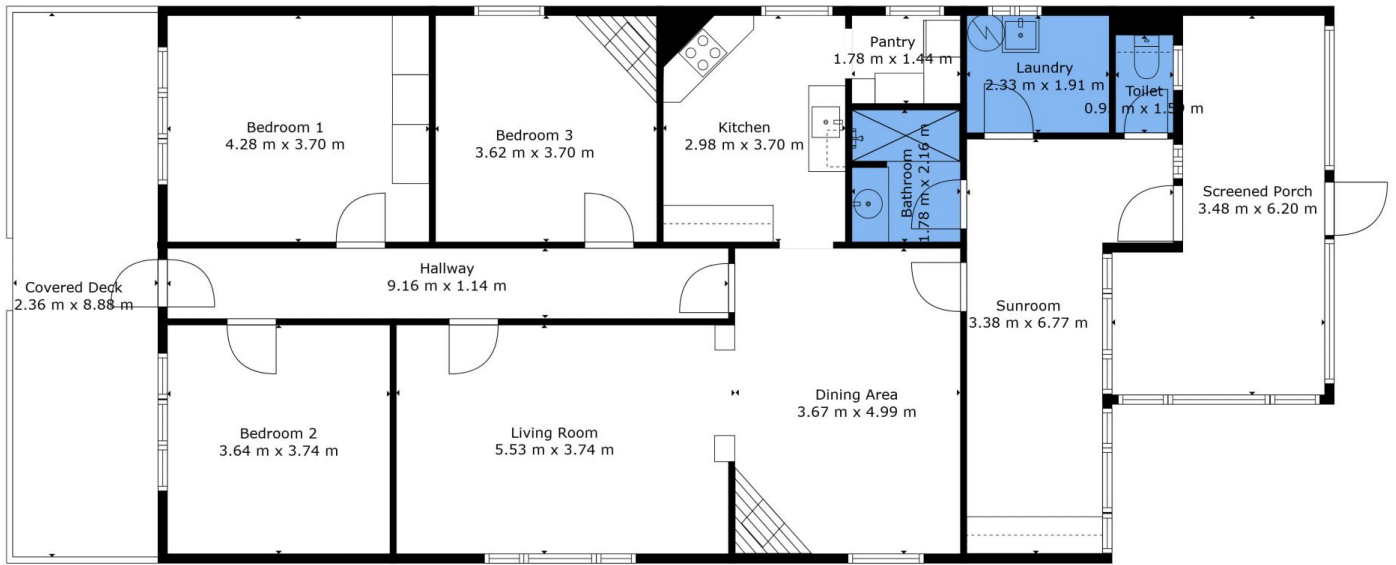 Bedroom 1
4.28 m x 3.70 m
Bedroom 3
3.62 m x 3.70 m
Kitchen
2.98 m x 3.70 m
Pantry
1.78 m x 1.44 m
Laundry
2.33 m x 1.91 m
Toilet
m x
m
Bathroom
1.78 m x 2.16 m
Screened Porch
3.48 m x 6.20 m
Covered Deck
2.36 m x 8.88 m
Hallway
9.16 m x 1.14 m
Sunroom
3.38 m x 6.77 m
Bedroom 2
3.64 m x 3.74 m
Living Room
5.53 m x 3.74 m
Dining Area
3.67 m x 4.99 m